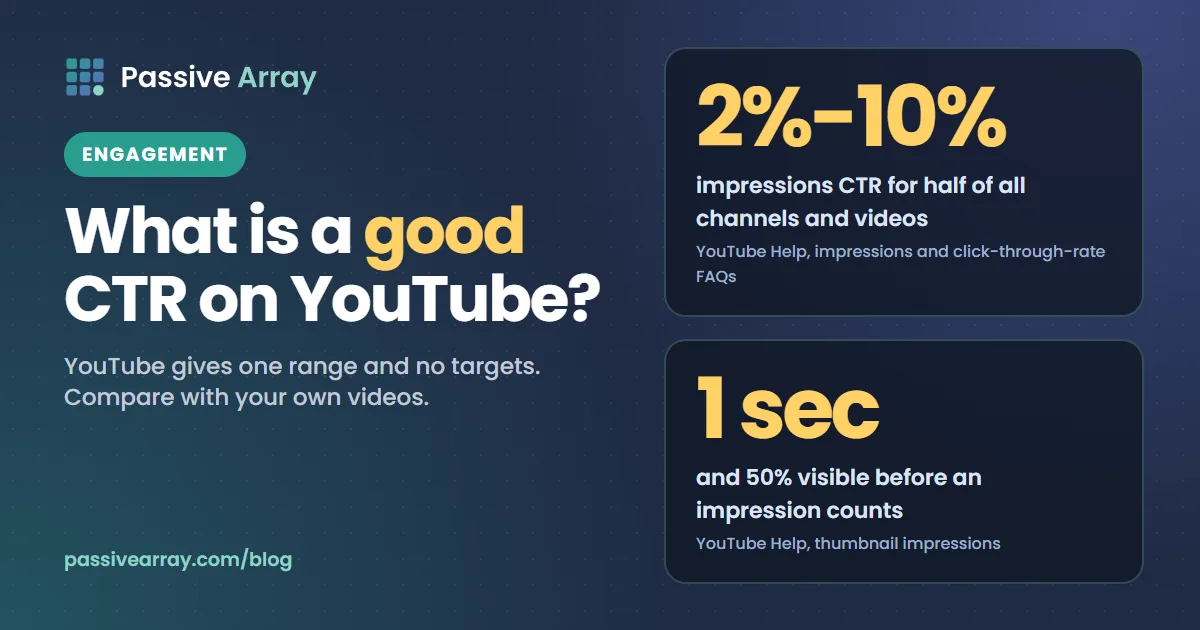 Passive Array
ENGAGEMENT
What is a good
CTR on YouTube?
YouTube gives one range and no targets.
Compare with your own videos.
passivearray.com/blog
2%–10%
impressions CTR for half of all
channels and videos
YouTube Help, impressions and click-through-rate
FAQs
1 sec
and 50% visible before an
impression counts
YouTube Help, thumbnail impressions